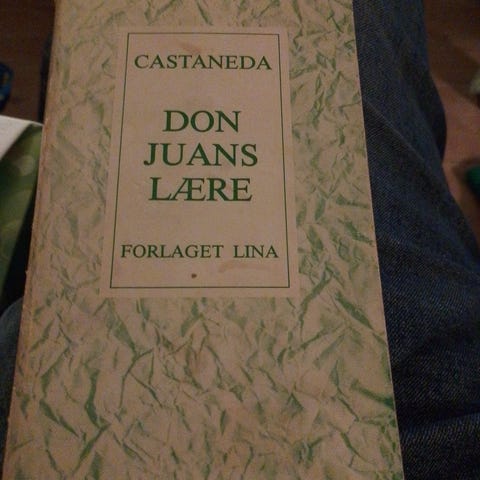 CASTANEDA
DON
JUANS
LÆRE
FORLAGET LINA